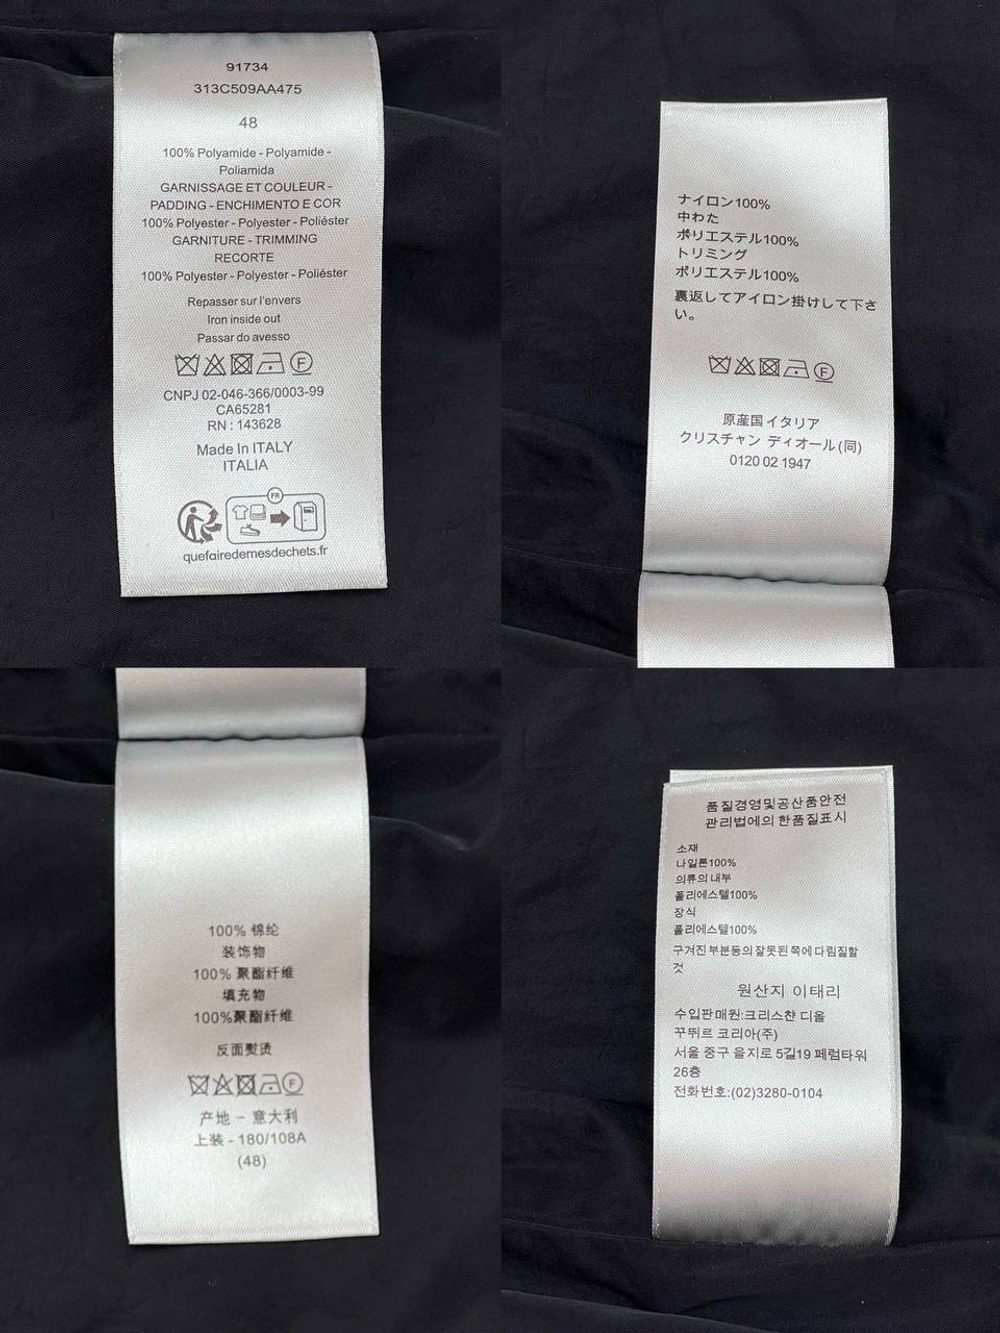 91734
313C509AA475
48
100% Polyamide - Polyamide -
Poliamida
GARNISSAGE ET COULEUR -
PADDING - ENCHIMENTO E COR
100% Polyester - Polyester - Poliéster
GARNITURE - TRIMMING
RECORTE
100% Polyester - Polyester - Poliéster
Repasser sur l'envers
Iron inside out
Passar do avesso
F
CNPJ 02-046-366/0003-99
CA65281
RN : 143628
Made In ITALY
ITALIA
FR
quefairedemesdechets.fr
ナイロン100%
中わた
ポリエステル100%
トリミング
ポリエステル100%
裏返してアイロン掛けして下さ
い。
F
原産国 イタリア
クリスチャン ディオール (同)
0120 02 1947
100% 锦纶
装饰物
100% 聚酯纤维
填充物
100%聚酯纤维
反面熨烫
F
产地 - 意大利
上装 - 180/108A
(48)
품질경영및공산품안전
관리법에의한품질표시
소재
나일론100%
의류의내부
폴리에스텔100%
장식
폴리에스텔100%
구겨진부분등의잘못된쪽에다림질할
것
원산지 이태리
수입판매원:크리스챤 디올
꾸뛰르 코리아(주)
서울 중구 을지로 5길19 페럼타워
26층
전화번호:(02)3280-0104